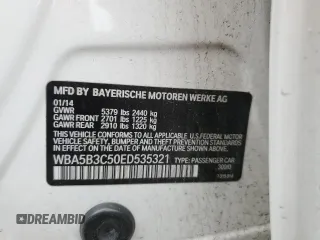 MFD BY BAYERISCHE MOTOREN WERKE AG
01/14
GVWR 5379 lbs 2440 kg
GAWR FRONT 2701 lbs 1225 kg
GAWR REAR 2910 lbs 1320 kg
THIS VEHICLE CONFORMS TO ALL APPLICABLE
FEDERAL MOTOR VEHICLE SAFETY, BUMPER,
AND THEFT PREVENTION STANDARDS IN EFFECT
ON THE DATE OF MANUFACTURE SHOWN ABOVE.
WBA5B3C50ED535321 TYPE: PASSENGER CAR
AUTOBIDMASTER